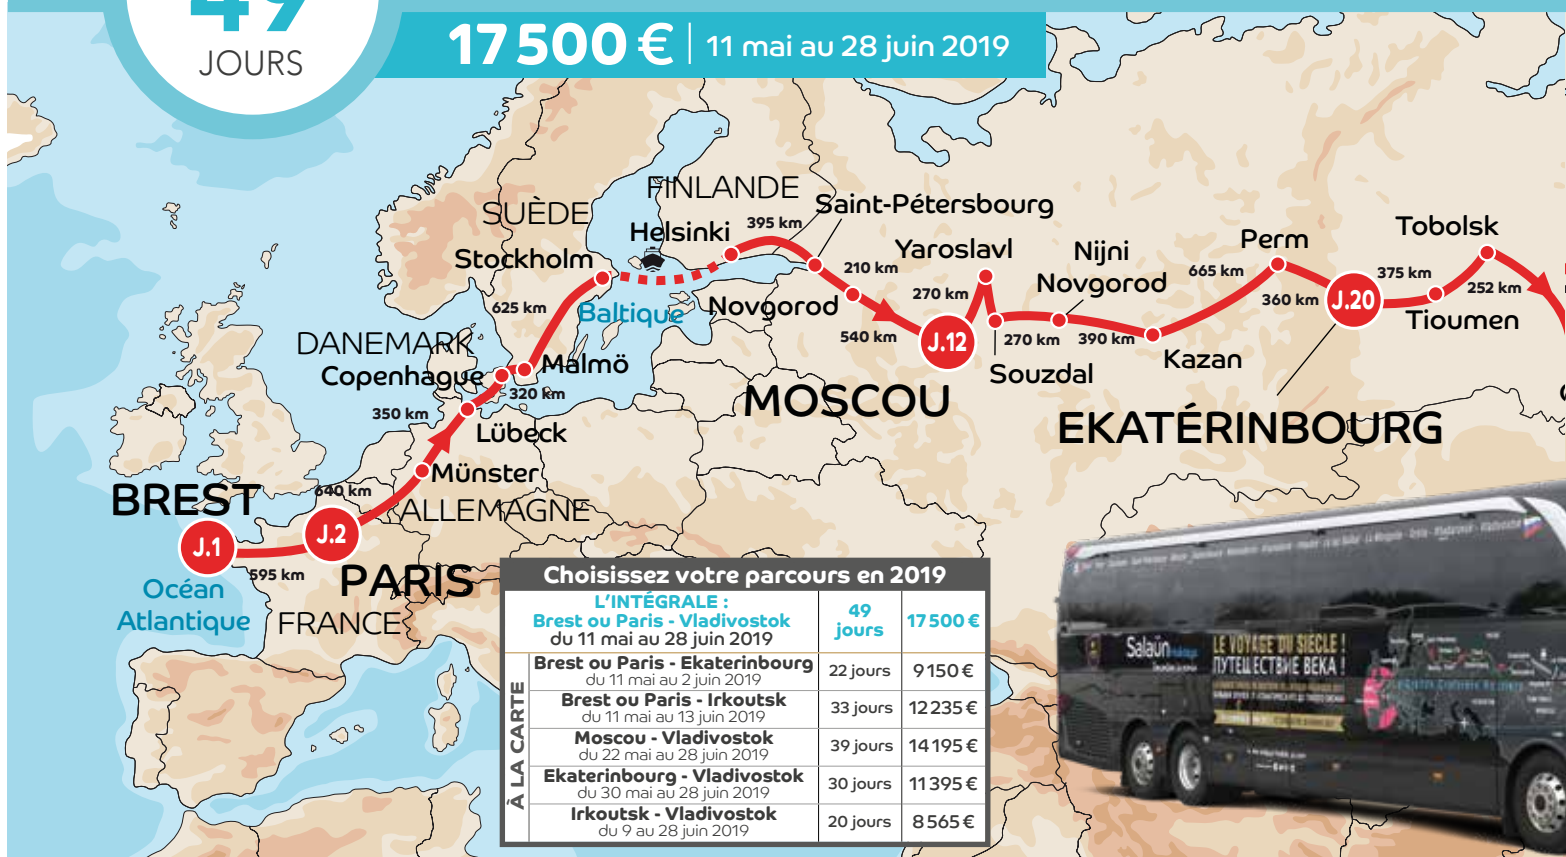 49
JOURS
17 500 € | 11 mai au 28 juin 2019
FINLANDE
SUÈDE
Helsinki
395 km
Saint-Pétersbourg
Stockholm
Yaroslavl
Nijni
Novgorod
Perm
Tobolsk
210 km
270 km
665 km
360 km
J.20
375 km
252 km
625 km
Baltique
Novgorod
Tioumen
540 km
J.12
270 km
390 km
Kazan
DANEMARK
Copenhague
Malmö
320 km
Souzdal
MOSCOU
350 km
Lübeck
EKATÉRINBOURG
Münster
640 km
BREST
ALLEMAGNE
J.1
J.2
595 km
PARIS
Océan
Atlantique
FRANCE
Choisissez votre parcours en 2019
L'INTÉGRALE :
Brest ou Paris - Vladivostok
du 11 mai au 28 juin 2019
49
jours
17 500 €
À LA CARTE
Brest ou Paris - Ekaterinbourg
du 11 mai au 2 juin 2019
22 jours
9 150 €
Brest ou Paris - Irkoutsk
du 11 mai au 13 juin 2019
33 jours
12 235 €
Moscou - Vladivostok
du 22 mai au 28 juin 2019
39 jours
14 195 €
Ekaterinbourg - Vladivostok
du 30 mai au 28 juin 2019
30 jours
11 395 €
Irkoutsk - Vladivostok
du 9 au 28 juin 2019
20 jours
8 565 €
Salaün
LE VOYAGE DU SIÈCLE !
ПУТЕШЕСТВИЕ ВЕКА !